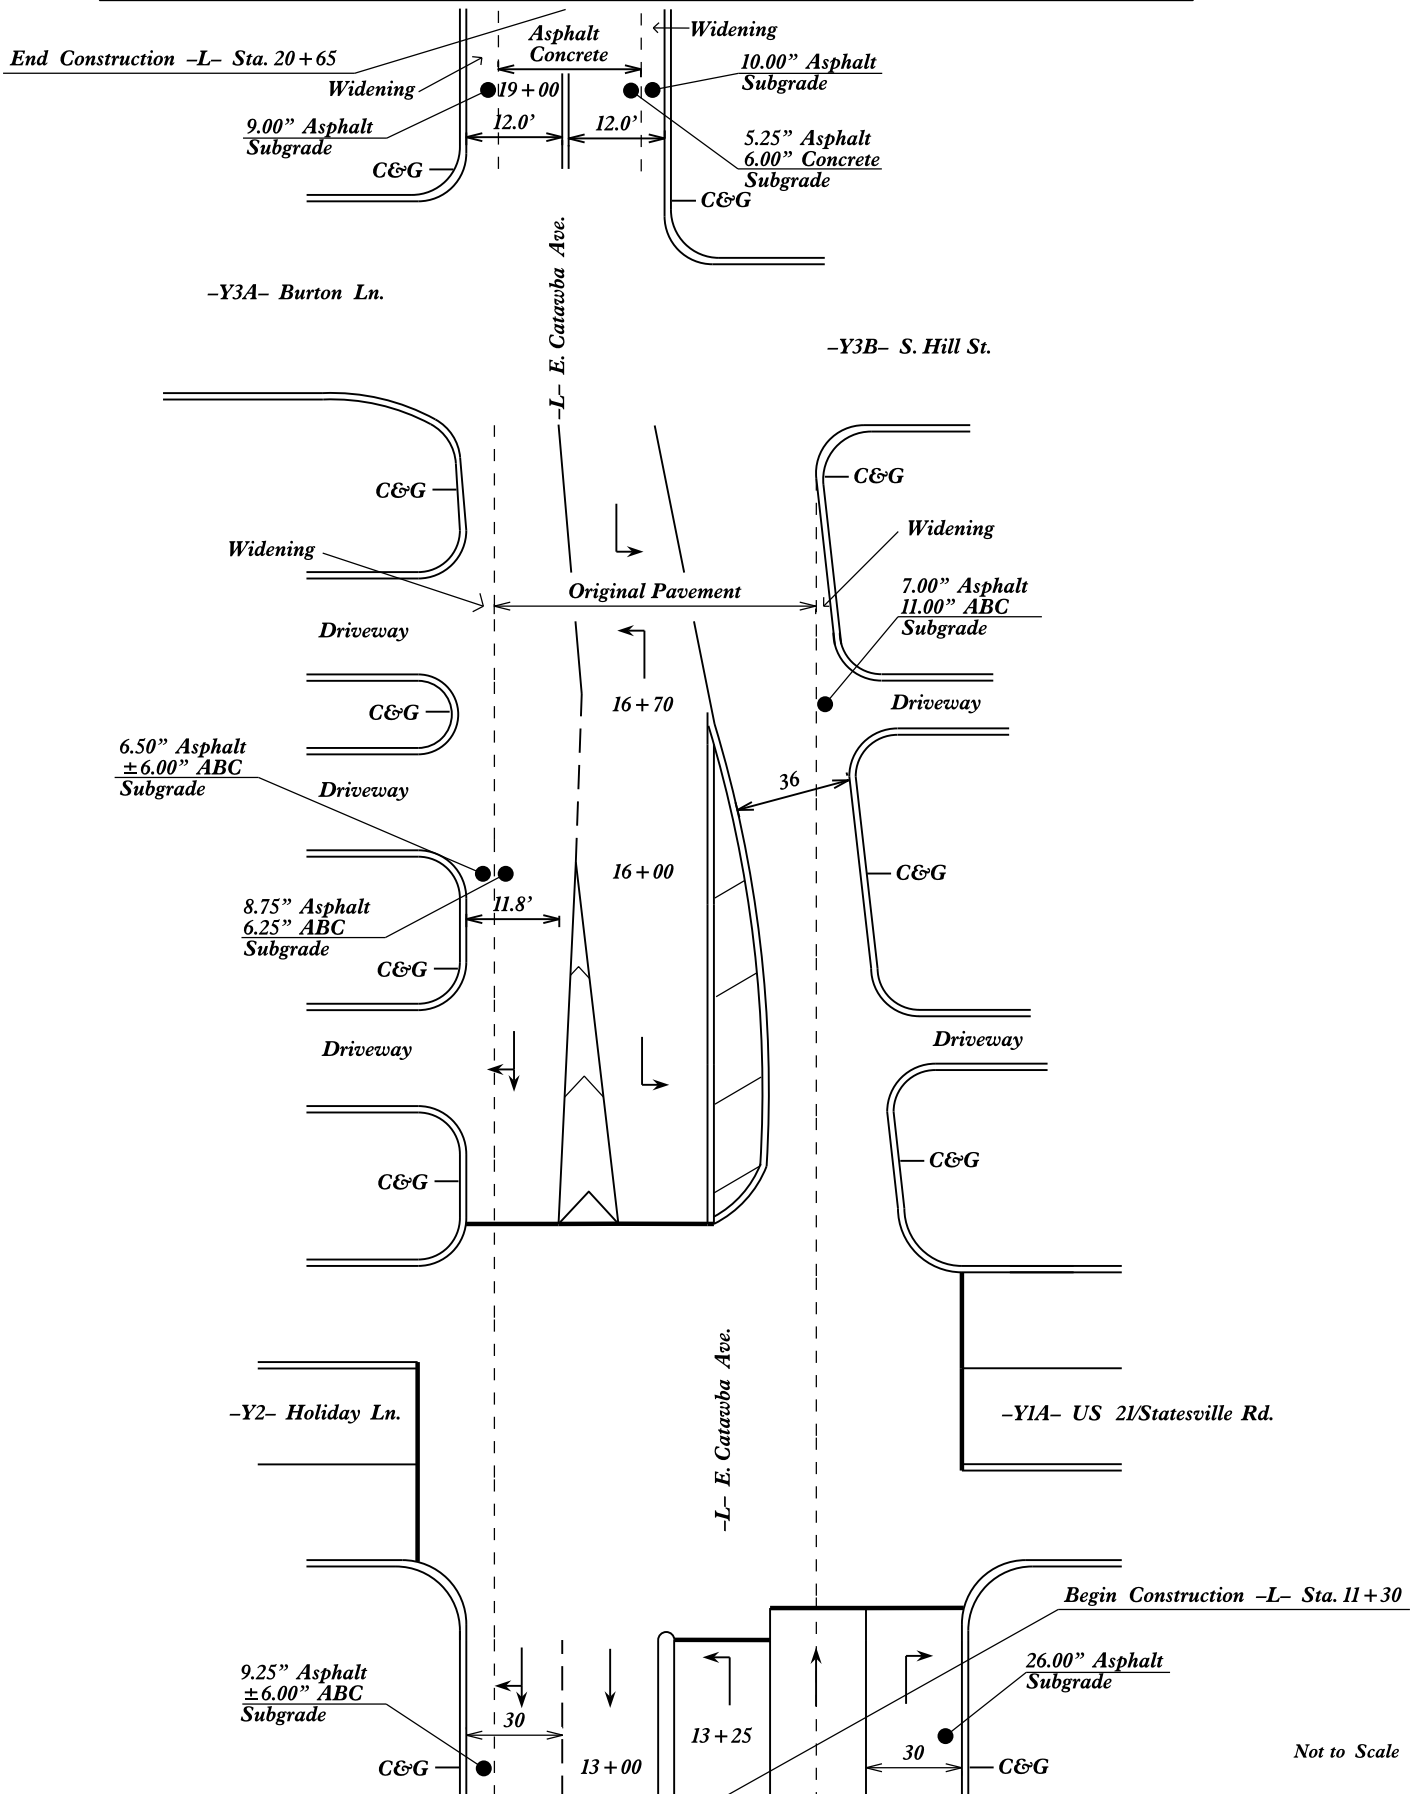 Asphalt
Concrete
Widening
End Construction –L– Sta. 20+65
Widening
10.00” Asphalt
Subgrade
19+00
9.00” Asphalt
Subgrade
12.0’
12.0’
5.25” Asphalt
6.00” Concrete
Subgrade
C&G
C&G
–L– E. Catawba Ave.
–Y3A– Burton Ln.
–Y3B– S. Hill St.
C&G
C&G
Widening
Widening
Original Pavement
7.00” Asphalt
11.00” ABC
Subgrade
Driveway
16+70
Driveway
C&G
6.50” Asphalt
±6.00” ABC
Subgrade
Driveway
36
16+00
C&G
8.75” Asphalt
6.25” ABC
Subgrade
11.8’
C&G
Driveway
Driveway
C&G
C&G
–L– E. Catawba Ave.
–Y2– Holiday Ln.
–Y1A– US 21/Statesville Rd.
Begin Construction –L– Sta. 11+30
9.25” Asphalt
±6.00” ABC
Subgrade
26.00” Asphalt
Subgrade
30
13+25
30
C&G
13+00
C&G
Not to Scale